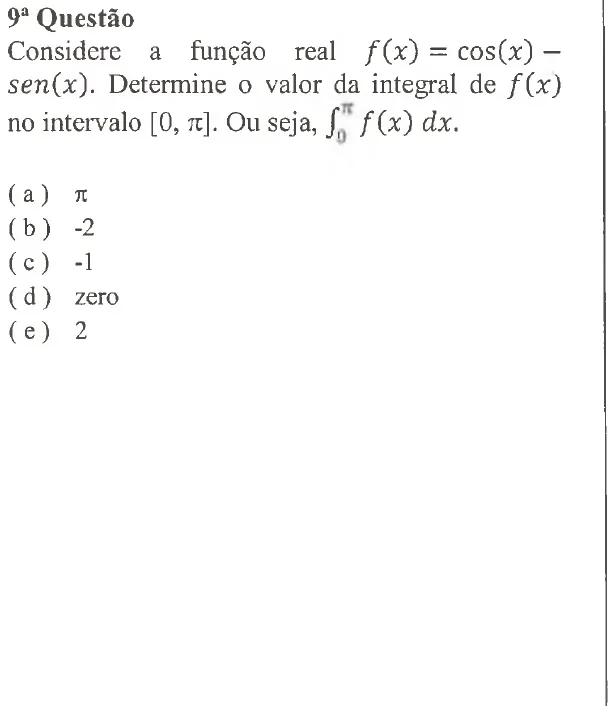 9ª Questão
Considere a função real f(x) = cos(x) −
sen(x). Determine o valor da integral de f(x)
no intervalo [0, π]. Ou seja, ∫₀^π f(x) dx.
( a ) π
( b ) -2
( c ) -1
( d ) zero
( e ) 2